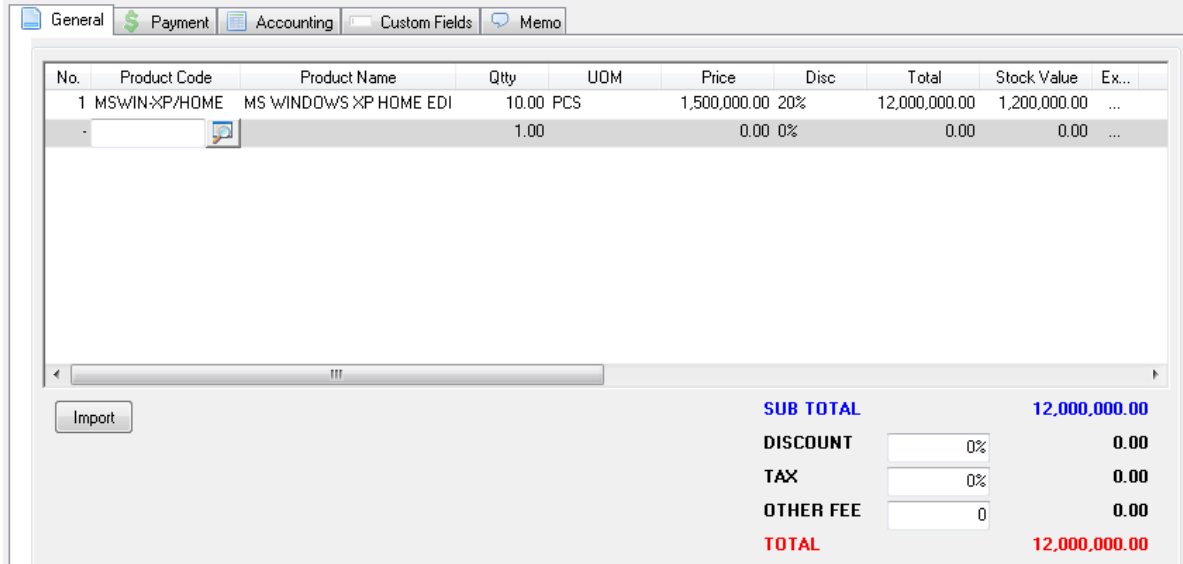 General Payment Accounting Custom Fields Memo
No. Product Code Product Name Qtty UOM Price Disc Total Stock Value Ex...
1 MSWIN-XP/HOME MS WINDOWS XP HOME EDI 10.00 PCS 1,500,000.00 20% 12,000,000.00 1,200,000.00 ...
- 1.00 0.00 0% 0.00 0.00 ...
Import
SUB TOTAL 12,000,000.00
DISCOUNT 0% 0.00
TAX 0% 0.00
OTHER FEE 0 0.00
TOTAL 12,000,000.00